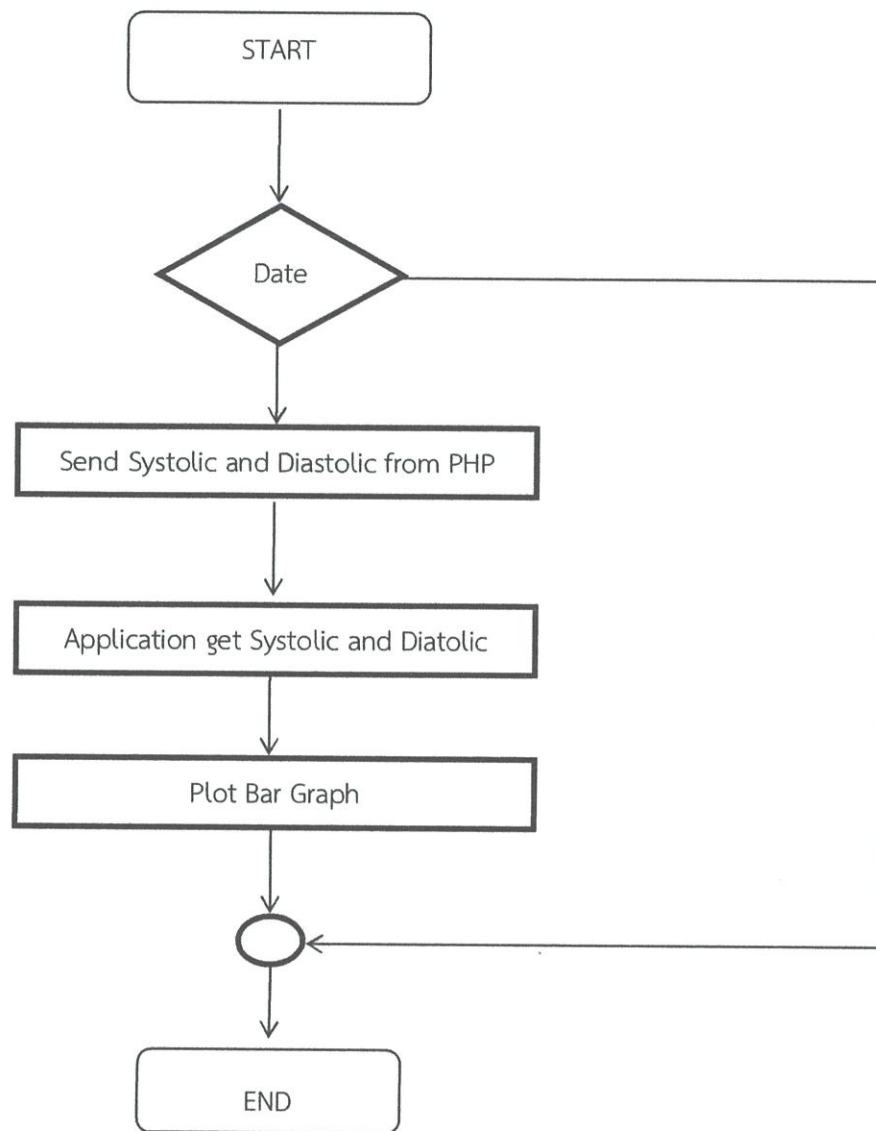 START
Date
Send Systolic and Diastolic from PHP
Application get Systolic and Diatolic
Plot Bar Graph
END